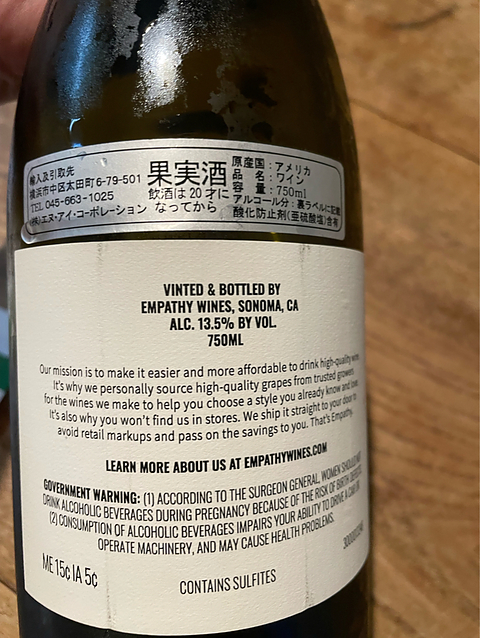 輸入及引取先
横浜市中区太田町6-79-501
TEL 045-663-1025
(株)エヌ・アイ・コーポレーション
果実酒
飲酒は20才に
なってから
原産国:アメリカ
品 名:ワイン
容 量:750ml
アルコール分:裏ラベルに記載
酸化防止剤(亜硫酸塩)含有
VINTED & BOTTLED BY
EMPATHY WINES, SONOMA, CA
ALC. 13.5% BY VOL.
750ML
Our mission is to make it easier and more affordable to drink high-quality wine.
It's why we personally source high-quality grapes from trusted growers
for the wines we make to help you choose a style you already know and love.
It's also why you won't find us in stores. We ship it straight to your door to
avoid retail markups and pass on the savings to you. That's Empathy.
LEARN MORE ABOUT US AT EMPATHYWINES.COM
GOVERNMENT WARNING: (1) ACCORDING TO THE SURGEON GENERAL, WOMEN SHOULD NOT
DRINK ALCOHOLIC BEVERAGES DURING PREGNANCY BECAUSE OF THE RISK OF BIRTH DEFECTS.
(2) CONSUMPTION OF ALCOHOLIC BEVERAGES IMPAIRS YOUR ABILITY TO DRIVE A CAR OR
OPERATE MACHINERY, AND MAY CAUSE HEALTH PROBLEMS.
ME 15¢ IA 5¢
CONTAINS SULFITES